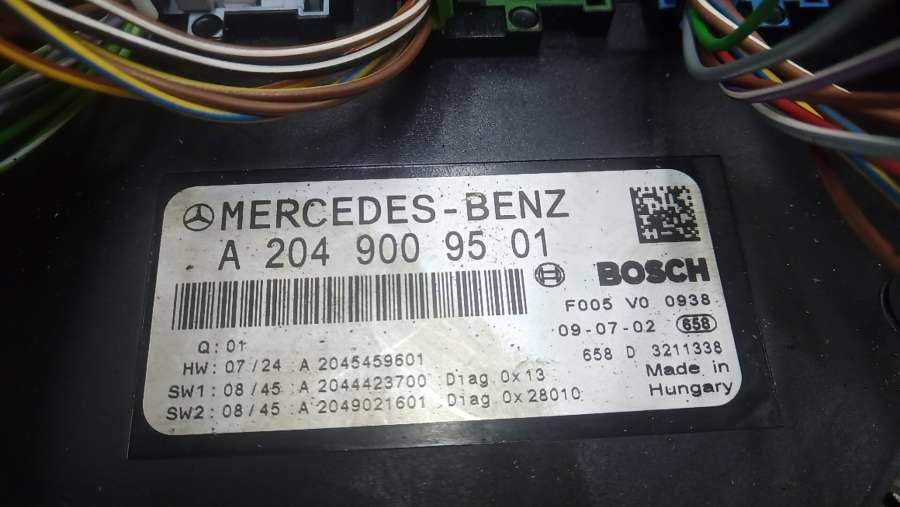 MERCEDES-BENZ
A 204 900 95 01
BOSCH
F005 V0 0938
09-07-02 658
658 D 3211338
Made in
Hungary
Q: 01
HW: 07/24 : A 2045459601
SW1: 08/45 : A 2044423700 : Diag 0x13
SW2: 08/45 : A 2049021601 : Diag 0x28010